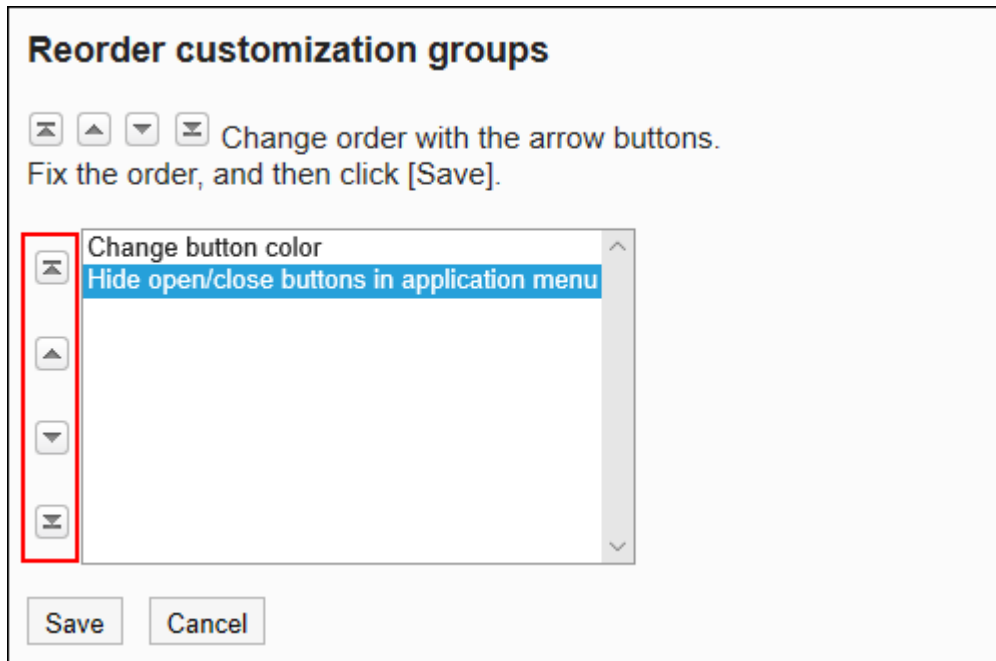 Reorder customization groups
Change order with the arrow buttons.
Fix the order, and then click [Save].
Change button color
Hide open/close buttons in application menu
Save
Cancel